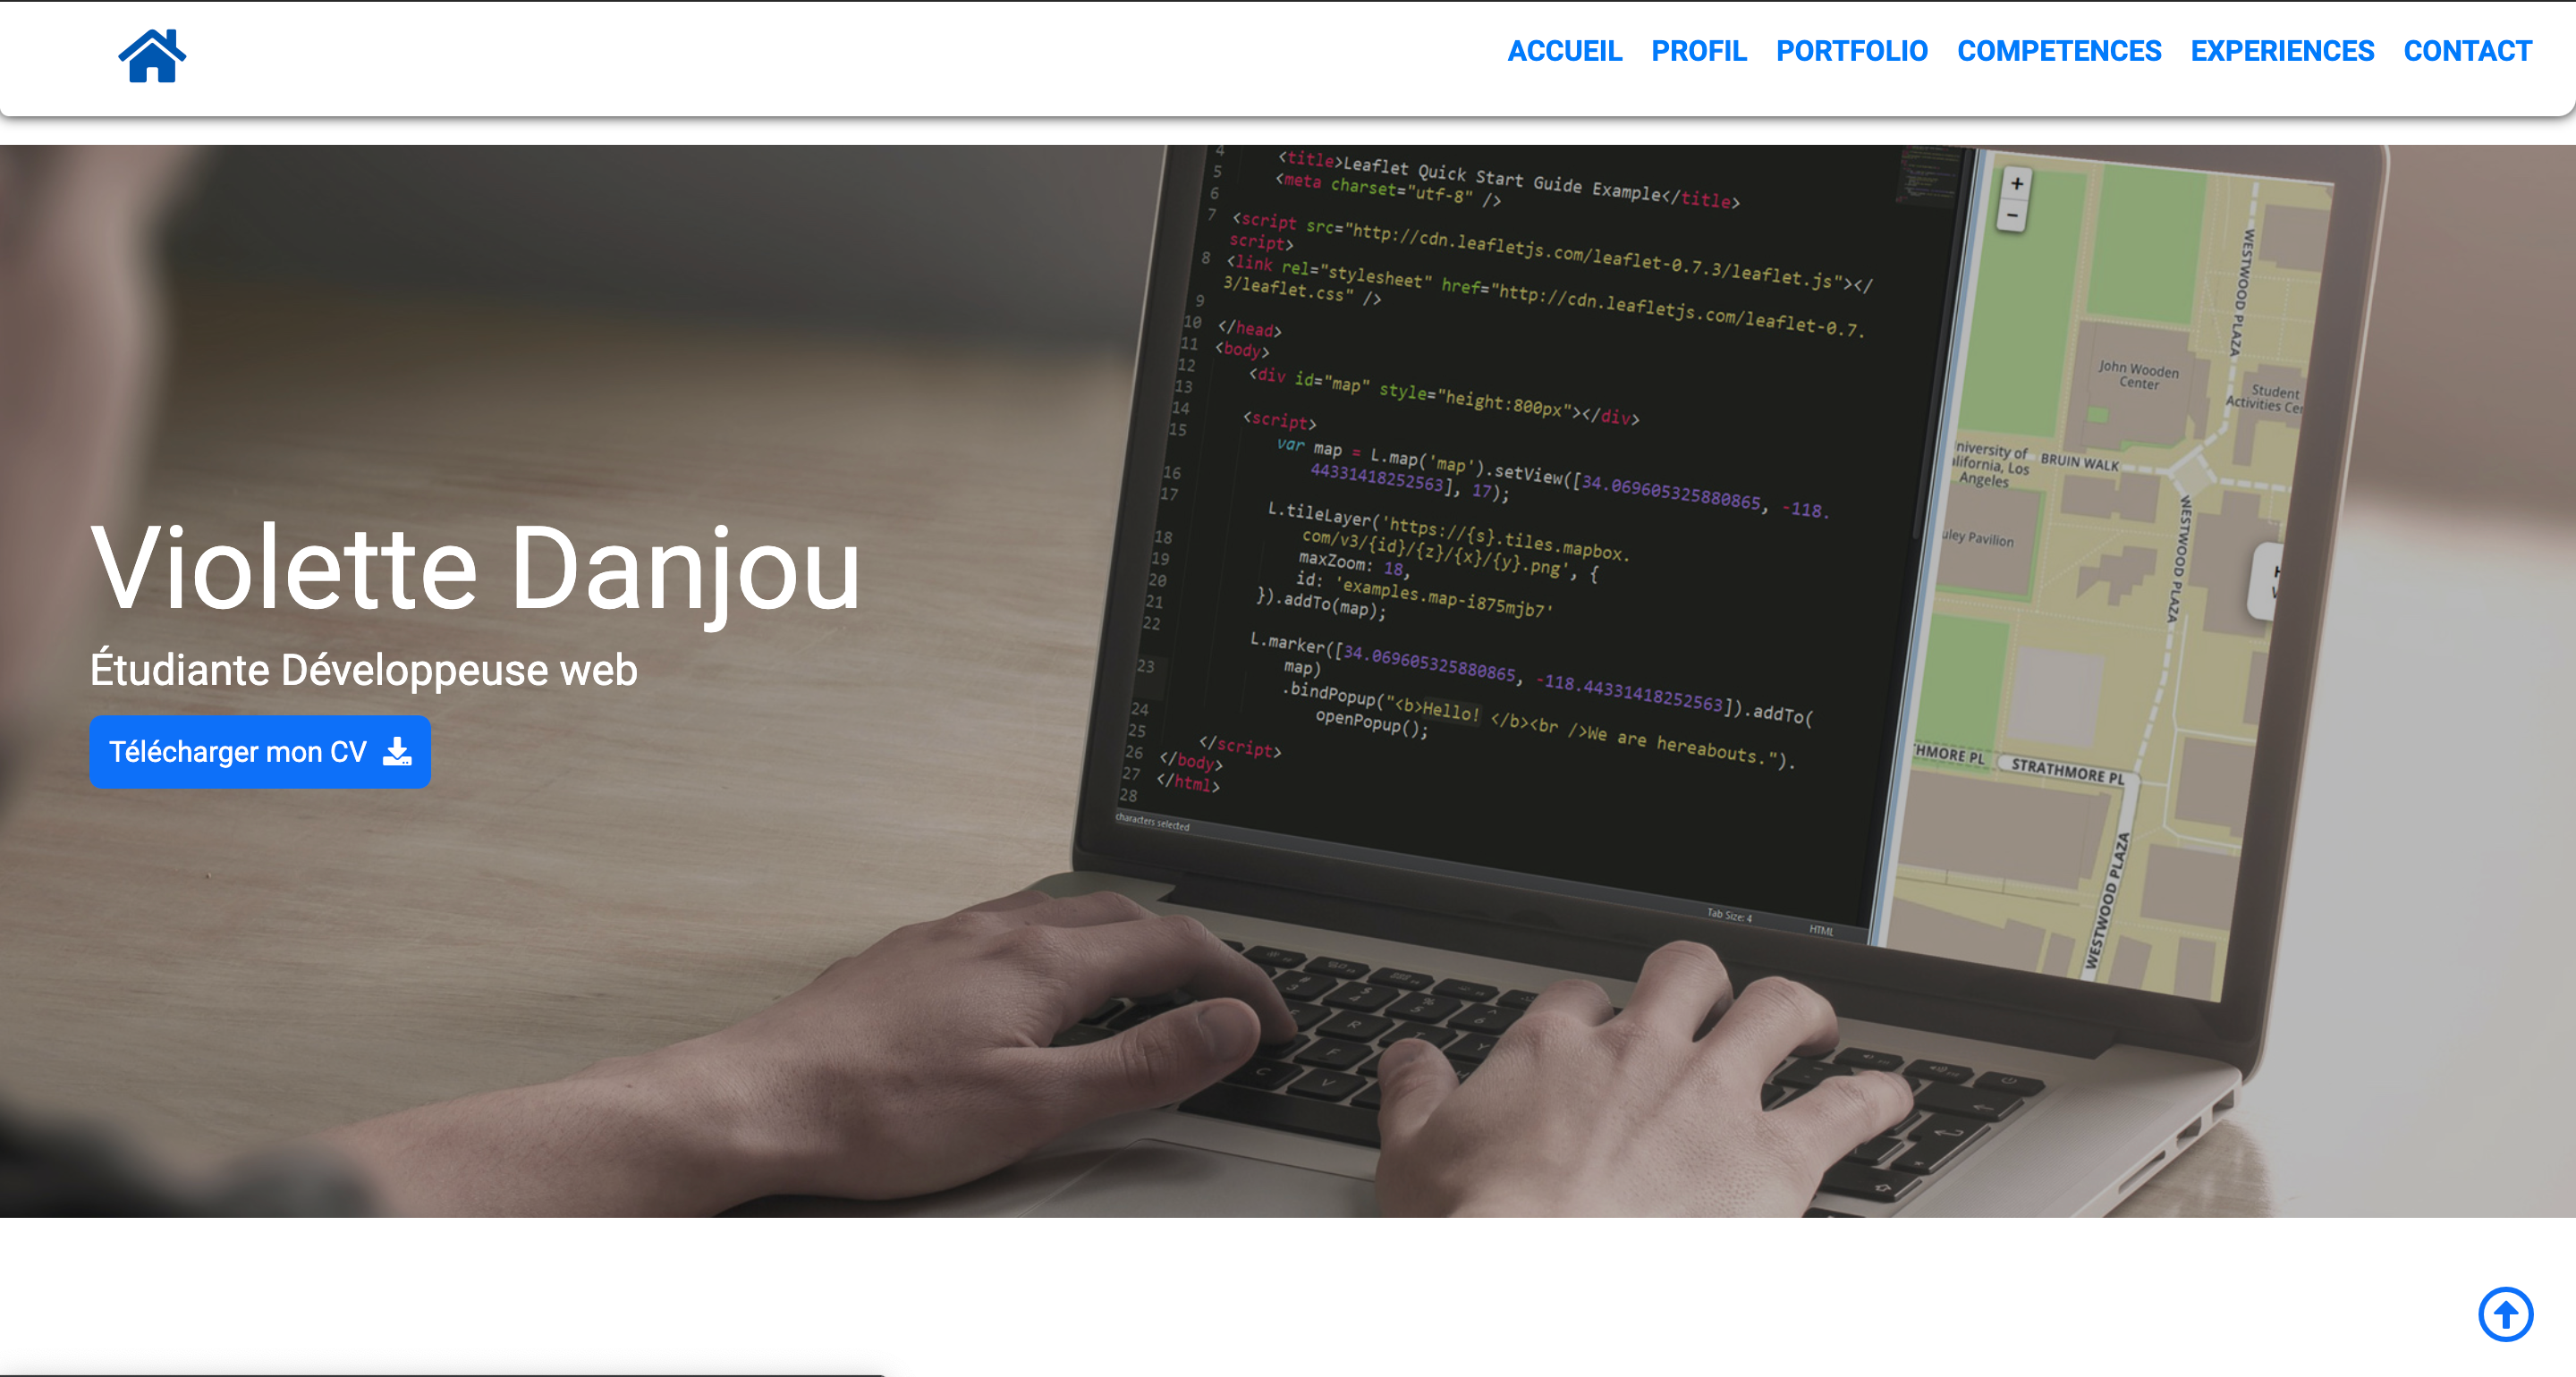 ACCUEIL PROFIL PORTFOLIO COMPETENCES EXPERIENCES CONTACT
4 <title>Leaflet Quick Start Guide Example</title>
5 <meta charset="utf-8" />
6
7 <script src="http://cdn.leafletjs.com/leaflet-0.7.3/leaflet.js"></
script>
8 <link rel="stylesheet" href="http://cdn.leafletjs.com/leaflet-0.7.
3/leaflet.css" />
9
10 </head>
11 <body>
12 <div id="map" style="height:800px"></div>
13
14 <script>
15 var map = L.map('map').setView([34.069605325880865, -118.
44331418252563], 17);
16
17 L.tileLayer('https://{s}.tiles.mapbox.
com/v3/{id}/{z}/{x}/{y}.png', {
18 maxZoom: 18,
19 id: 'examples.map-i875mjb7'
20 }).addTo(map);
21
22 L.marker([34.069605325880865, -118.44331418252563]).addTo(
map)
23 .bindPopup("<b>Hello! </b><br />We are hereabouts.").
openPopup();
24 </script>
25 </body>
26 </html>
27
28
characters selected
Tab Size: 4
HTML
+
−
WESTWOOD PLAZA
John Wooden
Center
Student
Activities Cen
niversity of
alifornia, Los
Angeles
BRUIN WALK
uley Pavilion
WESTWOOD PLAZA
THMORE PL
STRATHMORE PL
WESTWOOD PLAZA
Violette Danjou
Étudiante Développeuse web
Télécharger mon CV